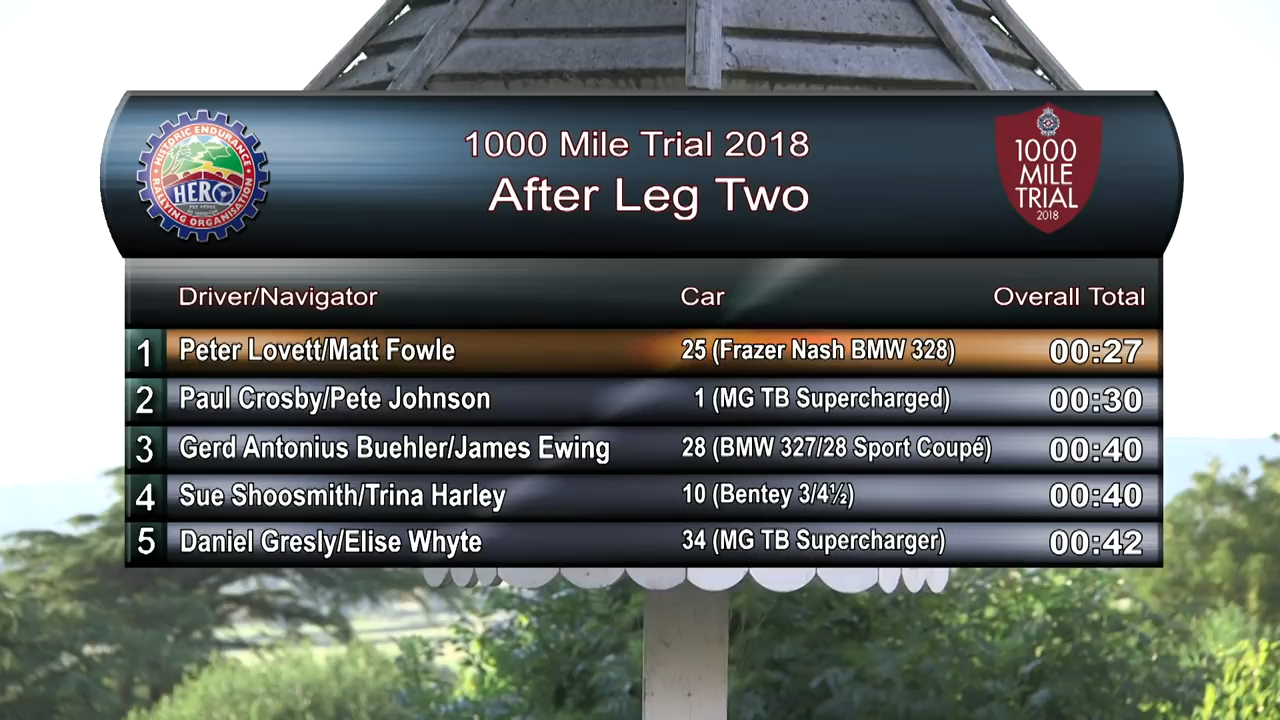 HISTORIC ENDURANCE
HERO
RALLYING ORGANISATION
1000 Mile Trial 2018
After Leg Two
1000
MILE
TRIAL
2018
Driver/Navigator Car Overall Total
1 Peter Lovett/Matt Fowle 25 (Frazer Nash BMW 328) 00:27
2 Paul Crosby/Pete Johnson 1 (MG TB Supercharged) 00:30
3 Gerd Antonius Buehler/James Ewing 28 (BMW 327/28 Sport Coupé) 00:40
4 Sue Shoosmith/Trina Harley 10 (Bentey 3/4½) 00:40
5 Daniel Gresly/Elise Whyte 34 (MG TB Supercharger) 00:42